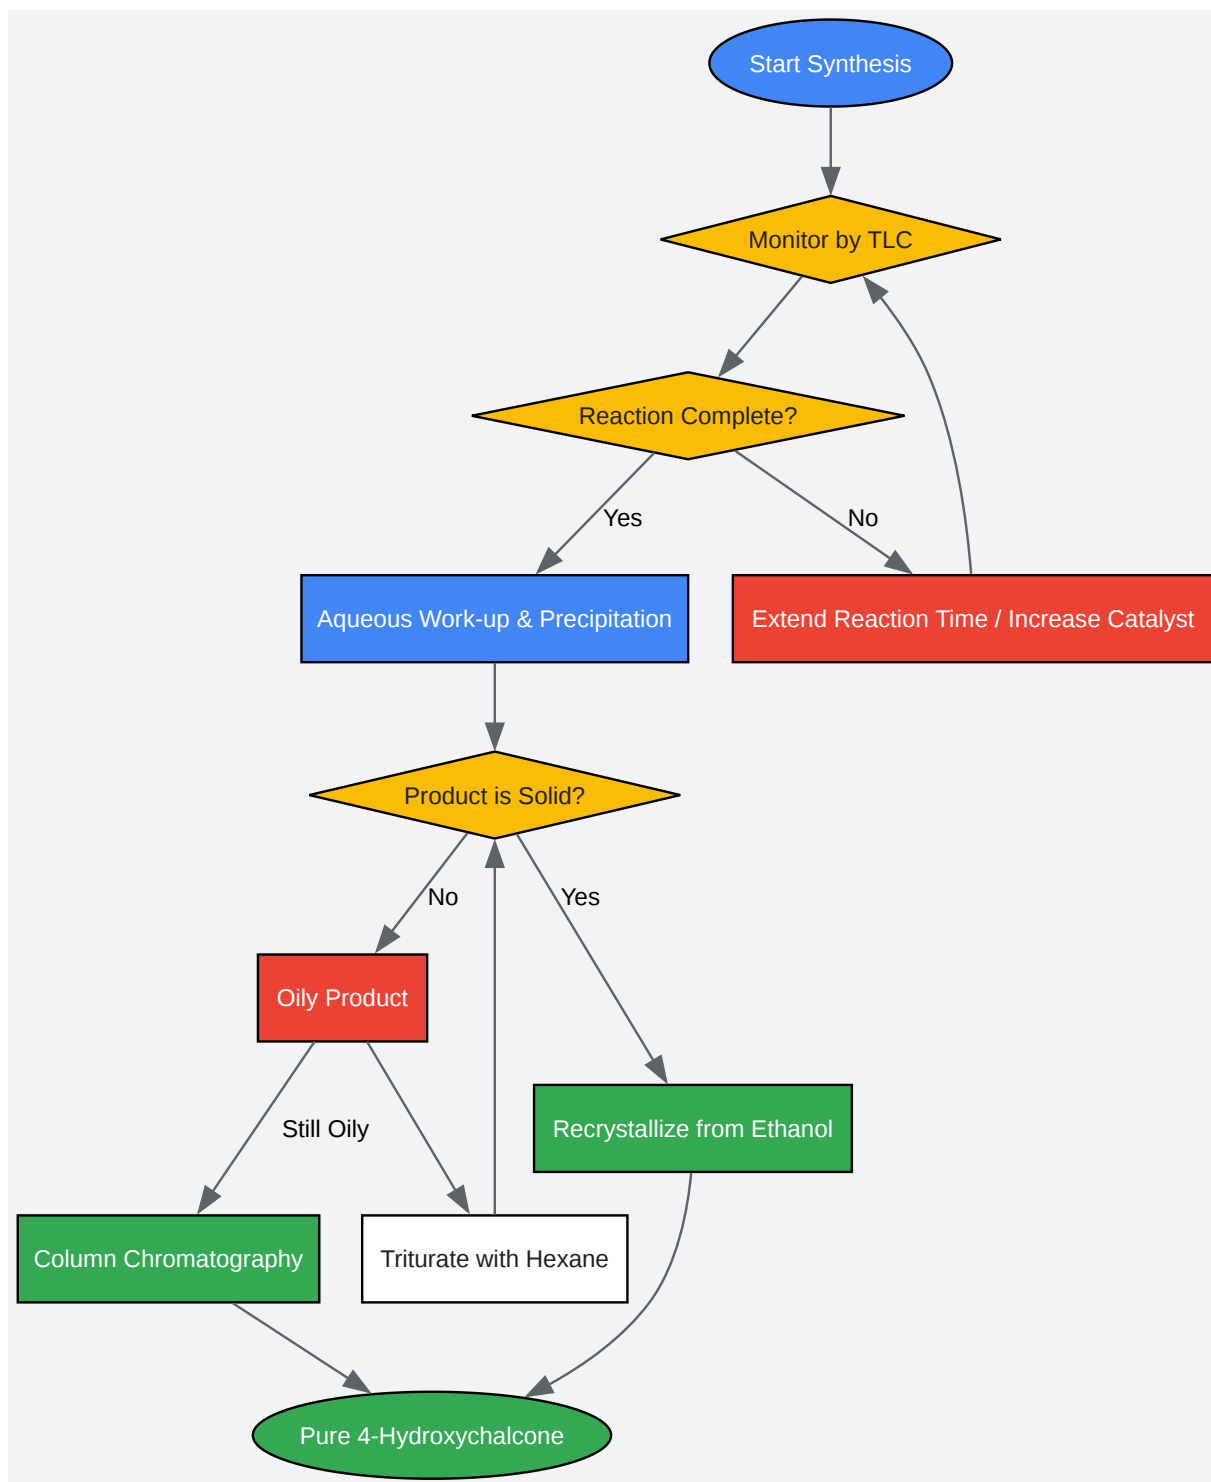 Start Synthesis
Monitor by TLC
Reaction Complete?
Yes
No
Aqueous Work-up & Precipitation
Extend Reaction Time / Increase Catalyst
Product is Solid?
No
Yes
Oily Product
Still Oily
Recrystallize from Ethanol
Column Chromatography
Triturate with Hexane
Pure 4-Hydroxychalcone